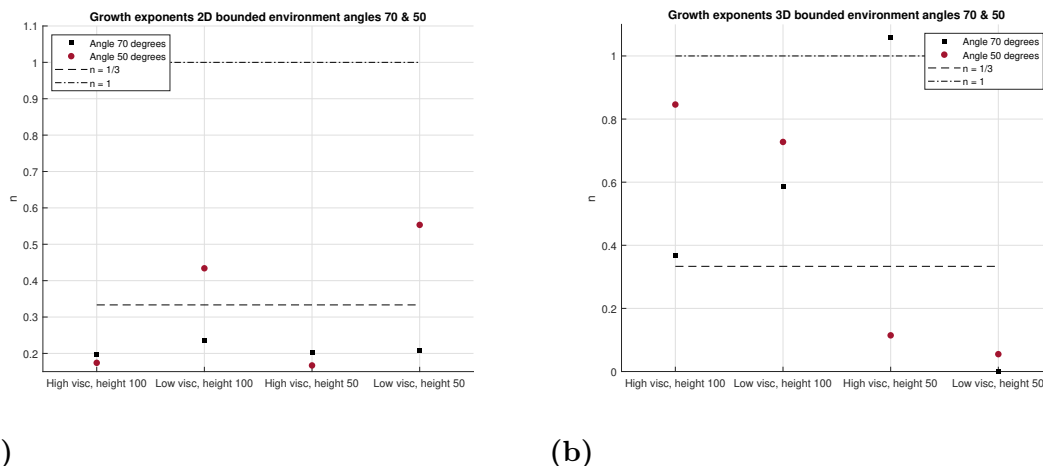 Growth exponents 2D bounded environment angles 70 & 50
1.1
1
0.9
0.8
0.7
0.6
0.5
0.4
0.3
0.2
n
Angle 70 degrees
Angle 50 degrees
n = 1/3
n = 1
High visc, height 100
Low visc, height 100
High visc, height 50
Low visc, height 50
)
Growth exponents 3D bounded environment angles 70 & 50
1
0.8
0.6
0.4
0.2
0
n
Angle 70 degrees
Angle 50 degrees
n = 1/3
n = 1
High visc, height 100
Low visc, height 100
High visc, height 50
Low visc, height 50
(b)